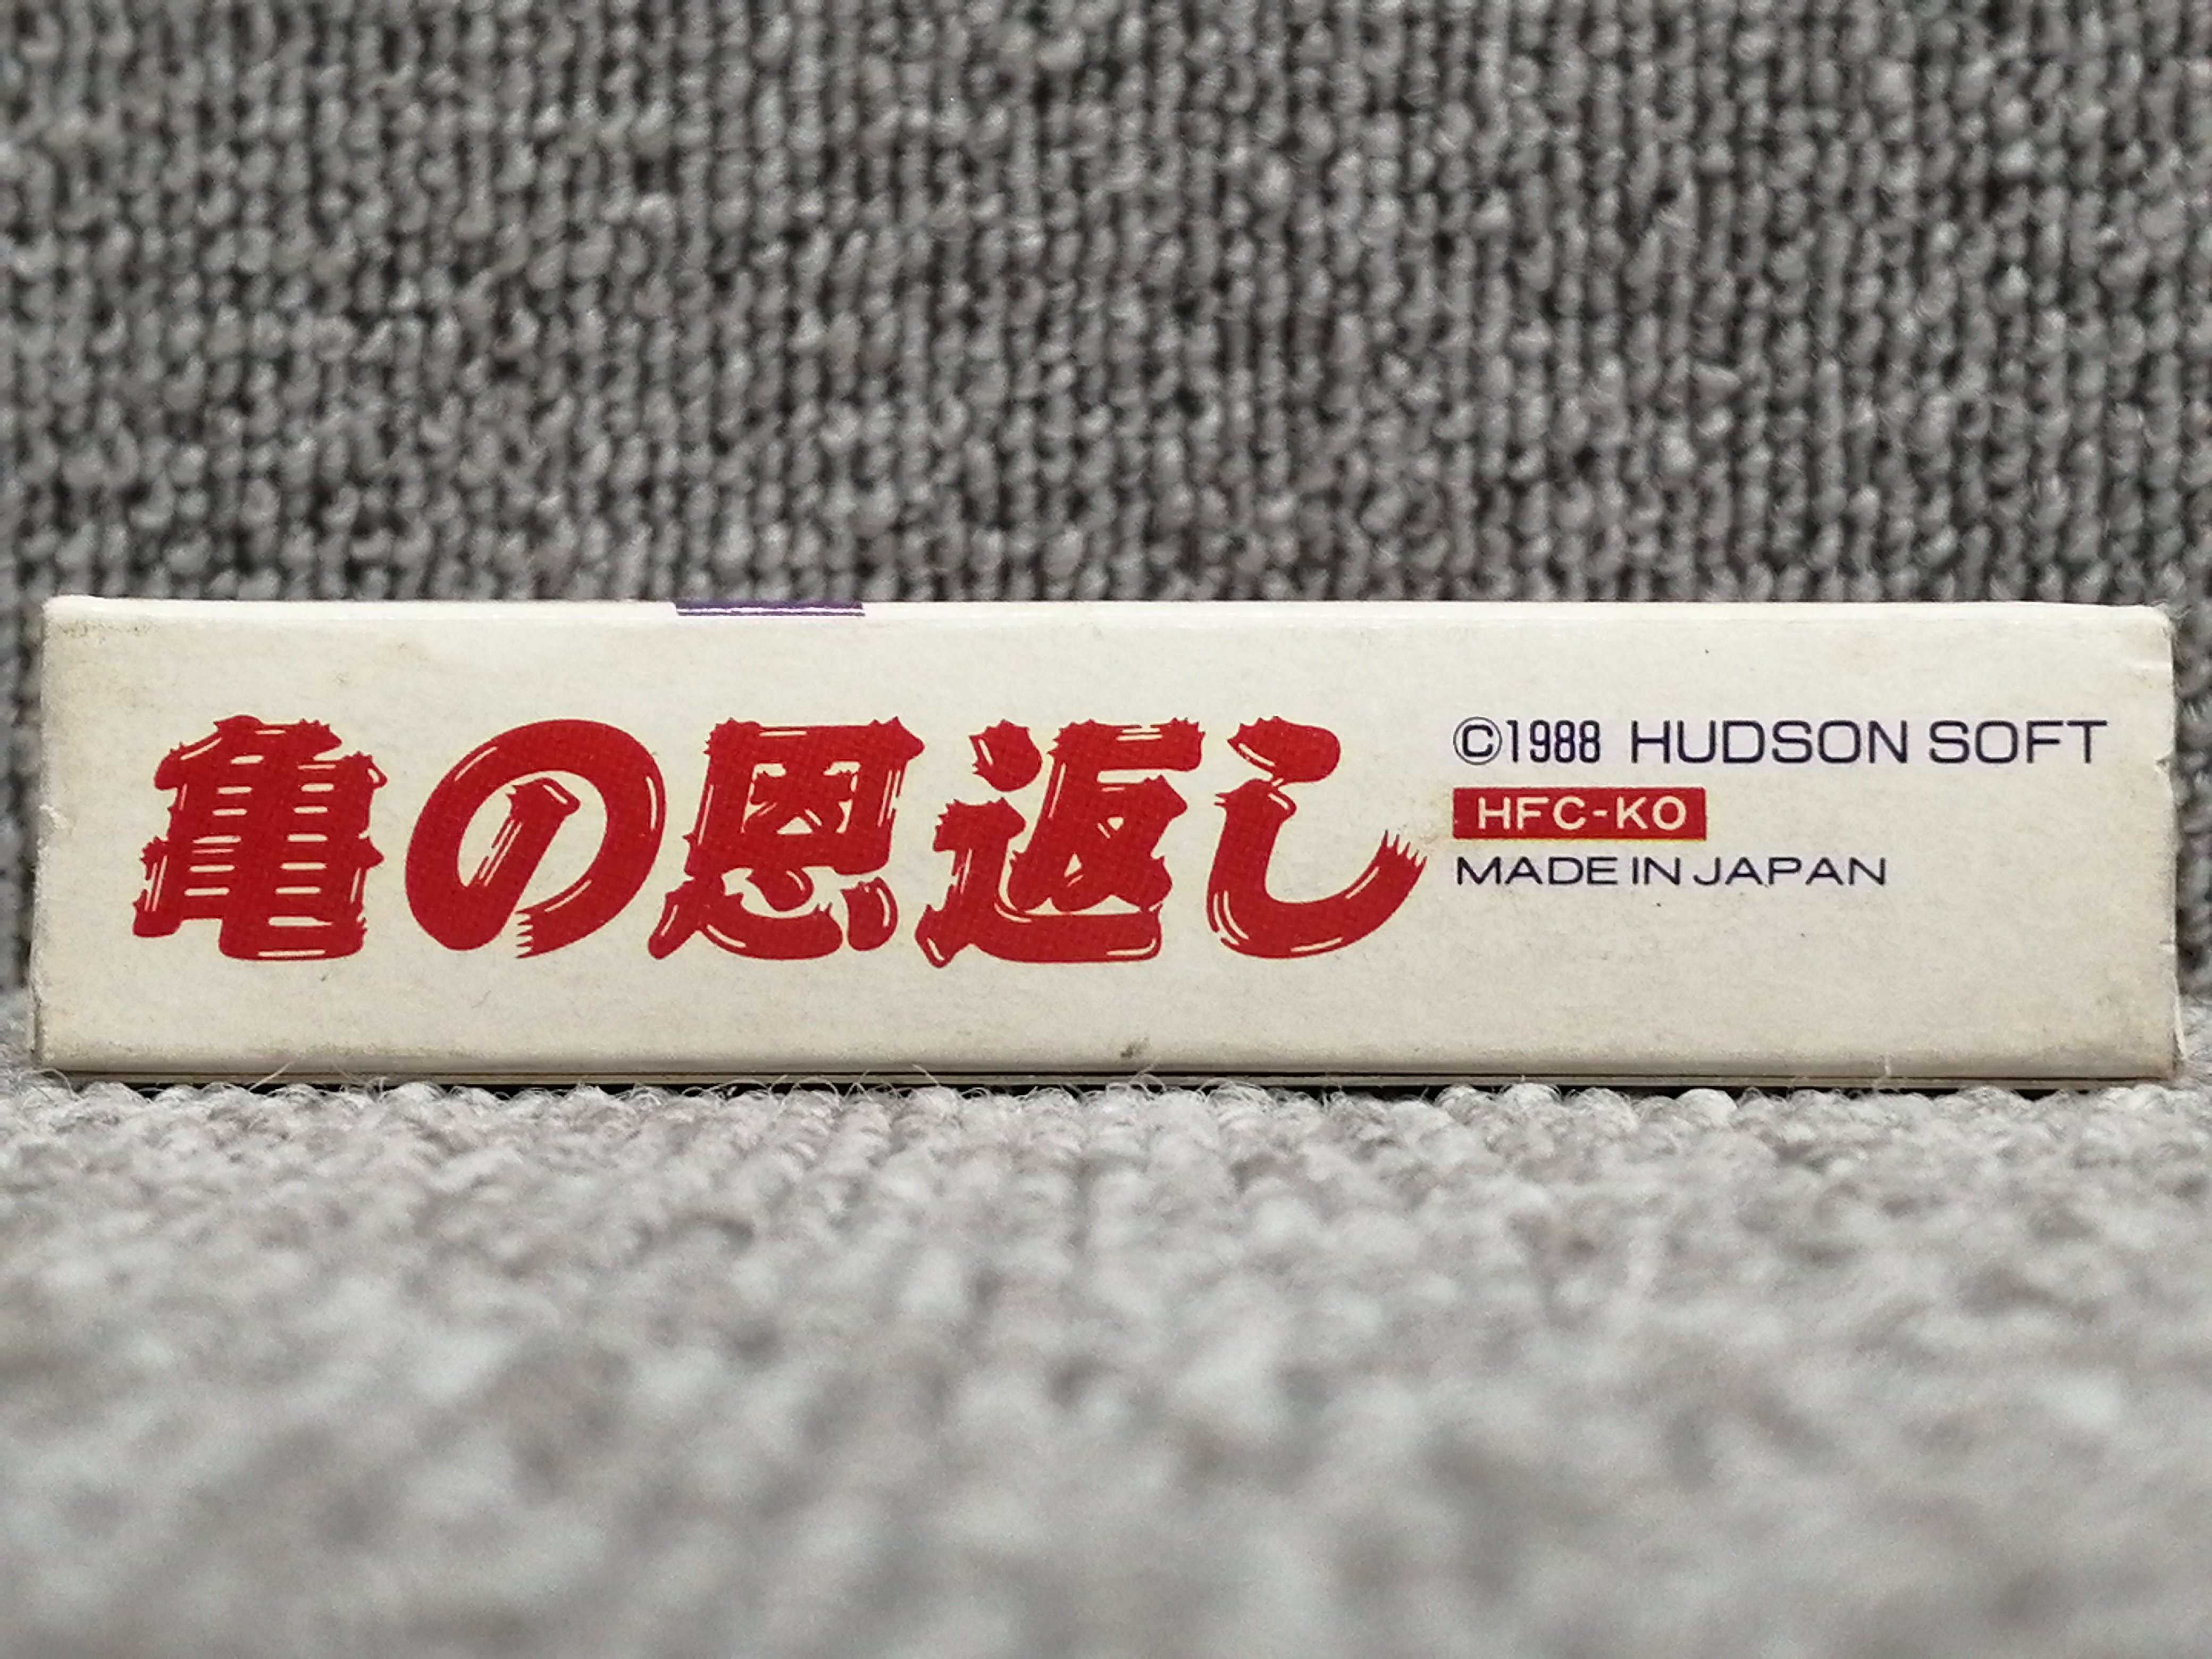 亀の恩返し
©1988 HUDSON SOFT
HFC-KO
MADE IN JAPAN